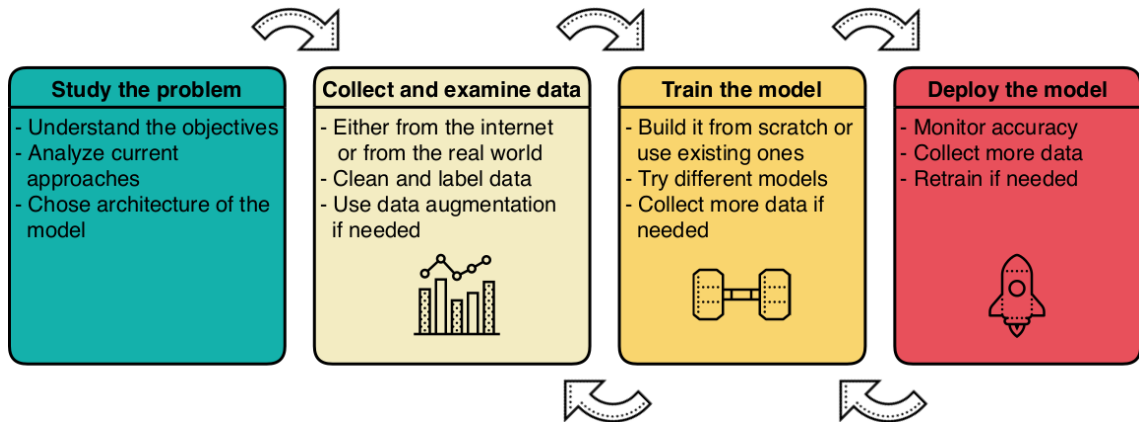 Study the problem
- Understand the objectives
- Analyze current
approaches
- Chose architecture of the
model
Collect and examine data
- Either from the internet
or from the real world
- Clean and label data
- Use data augmentation
if needed
Train the model
- Build it from scratch or
use existing ones
- Try different models
- Collect more data if
needed
Deploy the model
- Monitor accuracy
- Collect more data
- Retrain if needed